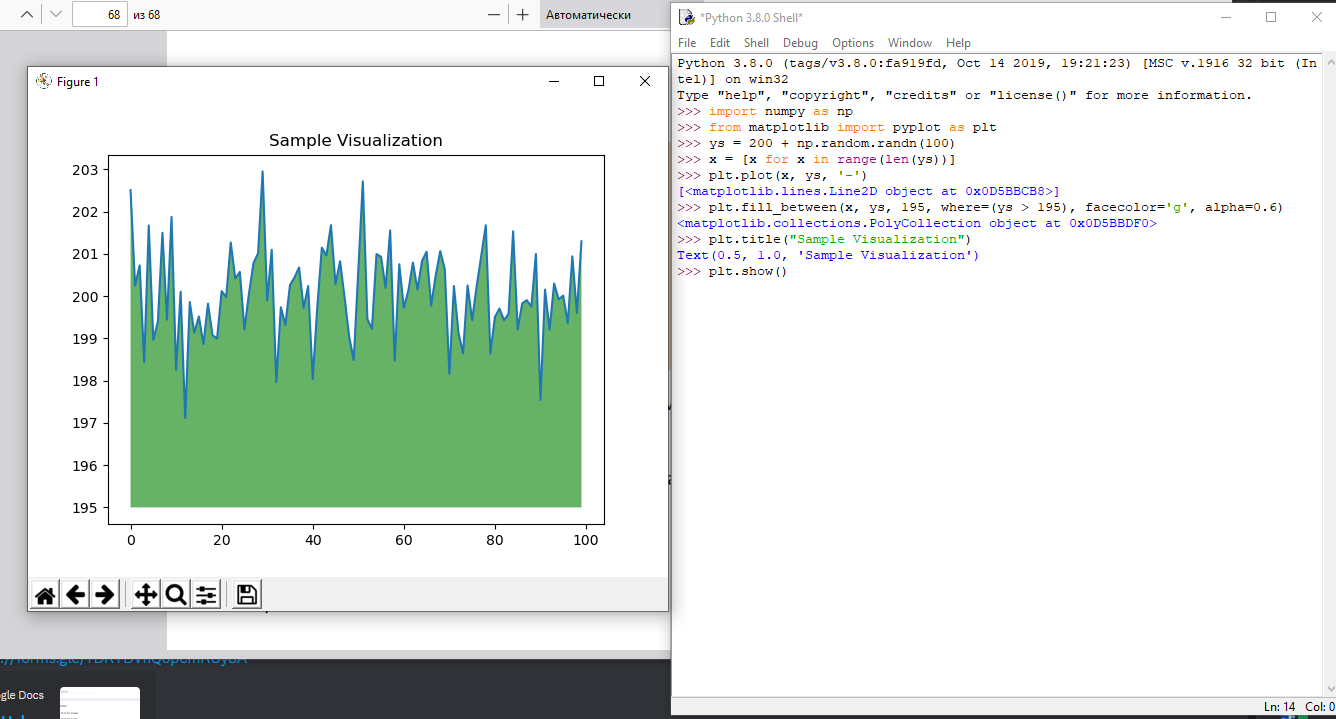 68 из 68
Автоматически
Figure 1
Sample Visualization
203
202
201
200
199
198
197
196
195
0 20 40 60 80 100
gle Docs
*Python 3.8.0 Shell*
File Edit Shell Debug Options Window Help
Python 3.8.0 (tags/v3.8.0:fa919fd, Oct 14 2019, 19:21:23) [MSC v.1916 32 bit (In
tel)] on win32
Type "help", "copyright", "credits" or "license()" for more information.
>>> import numpy as np
>>> from matplotlib import pyplot as plt
>>> ys = 200 + np.random.randn(100)
>>> x = [x for x in range(len(ys))]
>>> plt.plot(x, ys, '-')
[<matplotlib.lines.Line2D object at 0x0D5BBCB8>]
>>> plt.fill_between(x, ys, 195, where=(ys > 195), facecolor='g', alpha=0.6)
<matplotlib.collections.PolyCollection object at 0x0D5BBDF0>
>>> plt.title("Sample Visualization")
Text(0.5, 1.0, 'Sample Visualization')
>>> plt.show()
Ln: 14 Col: 0